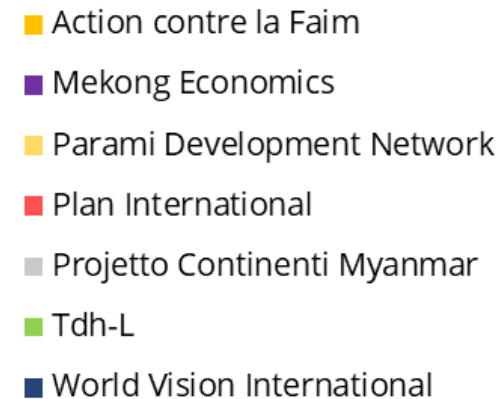 Action contre la Faim
Mekong Economics
Parami Development Network
Plan International
Projetto Continenti Myanmar
Tdh-L
World Vision International